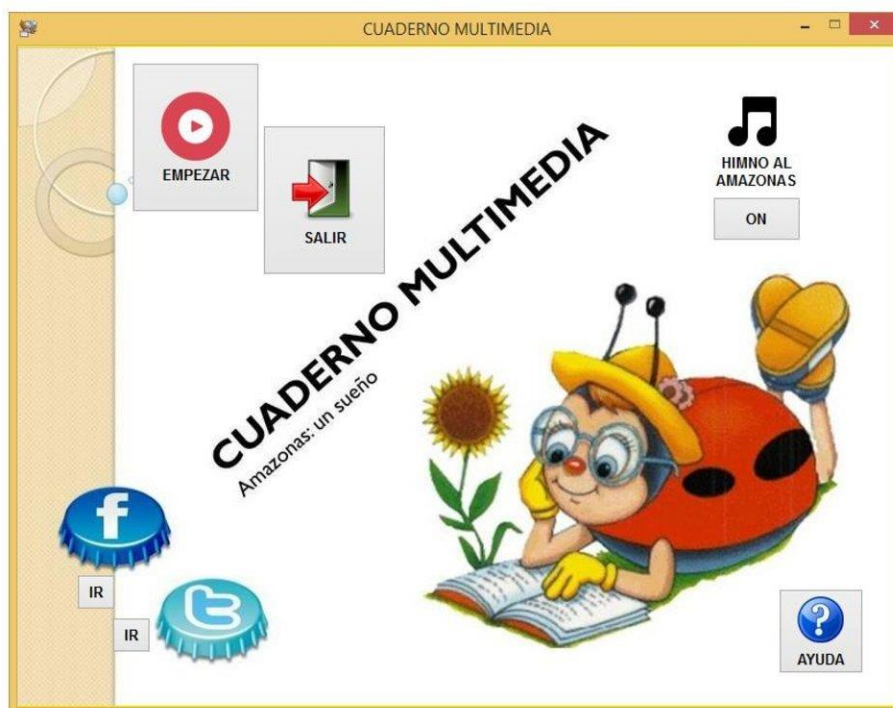 CUADERNO MULTIMEDIA
EMPEZAR
SALIR
HIMNO AL
AMAZONAS
ON
CUADERNO MULTIMEDIA
Amazonas: un sueño
f
IR
t
IR
?
AYUDA